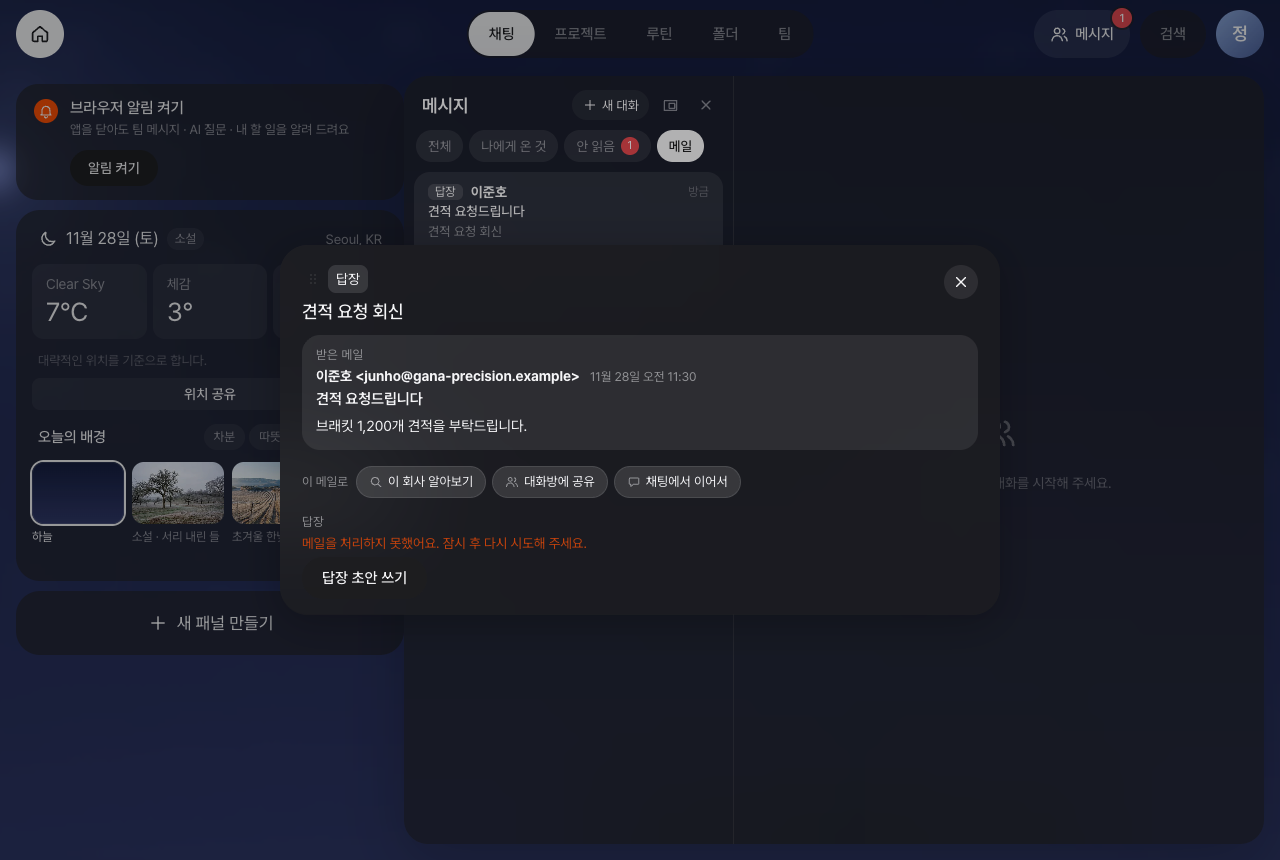 채팅
프로젝트
루틴
폴더
팀
메시지
1
검색
정
브라우저 알림 켜기
앱을 닫아도 팀 메시지 · AI 질문 · 내 할 일을 알려 드려요
알림 켜기
11월 28일 (토)
소설
Seoul, KR
Clear Sky
7°C
체감
3°
대략적인 위치를 기준으로 합니다.
위치 공유
오늘의 배경
차분
하늘
소설 · 서리 내린 들
초겨울
새 패널 만들기
메시지
새 대화
전체
나에게 온 것
안 읽음 1
메일
답장 이준호 방금
견적 요청드립니다
견적 요청 회신
답장
견적 요청 회신
받은 메일
이준호 <junho@gana-precision.example> 11월 28일 오전 11:30
견적 요청드립니다
브래킷 1,200개 견적을 부탁드립니다.
이 메일로
이 회사 알아보기
대화방에 공유
채팅에서 이어서
답장
메일을 처리하지 못했어요. 잠시 후 다시 시도해 주세요.
답장 초안 쓰기
시작해 주세요.